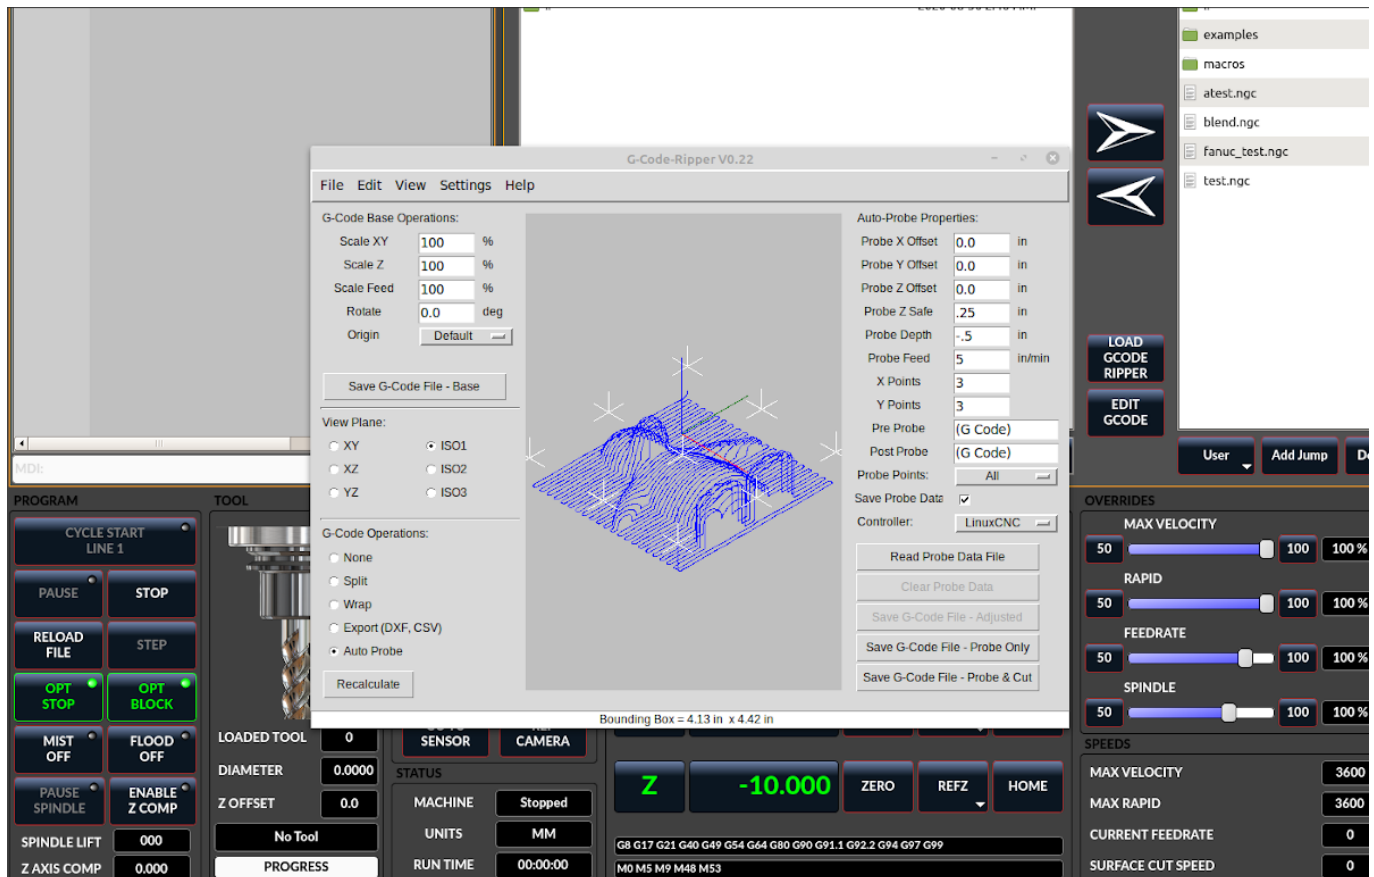 examples
macros
atest.ngc
blend.ngc
fanuc_test.ngc
test.ngc
G-Code-Ripper V0.22
File Edit View Settings Help
G-Code Base Operations:
Scale XY 100 %
Scale Z 100 %
Scale Feed 100 %
Rotate 0.0 deg
Origin Default
Save G-Code File - Base
View Plane:
XY ISO1
XZ ISO2
YZ ISO3
G-Code Operations:
None
Split
Wrap
Export (DXF, CSV)
Auto Probe
Recalculate
Auto-Probe Properties:
Probe X Offset 0.0 in
Probe Y Offset 0.0 in
Probe Z Offset 0.0 in
Probe Z Safe .25 in
Probe Depth -.5 in
Probe Feed 5 in/min
X Points 3
Y Points 3
Pre Probe (G Code)
Post Probe (G Code)
Probe Points: All
Save Probe Data
Controller: LinuxCNC
Read Probe Data File
Clear Probe Data
Save G-Code File - Adjusted
Save G-Code File - Probe Only
Save G-Code File - Probe & Cut
Bounding Box = 4.13 in x 4.42 in
LOAD
GCODE
RIPPER
EDIT
GCODE
User Add Jump
MDI:
PROGRAM
CYCLE START
LINE 1
PAUSE STOP
RELOAD
FILE
STEP
OPT
STOP
OPT
BLOCK
MIST
OFF
FLOOD
OFF
PAUSE
SPINDLE
ENABLE
Z COMP
SPINDLE LIFT 000
Z AXIS COMP 0.000
TOOL
LOADED TOOL 0
DIAMETER 0.0000
Z OFFSET 0.0
No Tool
PROGRESS
SENSOR
CAMERA
STATUS
MACHINE Stopped
UNITS MM
RUN TIME 00:00:00
Z -10.000 ZERO REFZ HOME
G8 G17 G21 G40 G49 G54 G64 G80 G90 G91.1 G92.2 G94 G97 G99
M0 M5 M9 M48 M53
OVERRIDES
MAX VELOCITY
50 100 100 %
RAPID
50 100 100 %
FEEDRATE
50 100 100 %
SPINDLE
50 100 100 %
SPEEDS
MAX VELOCITY 3600
MAX RAPID 3600
CURRENT FEEDRATE 0
SURFACE CUT SPEED 0